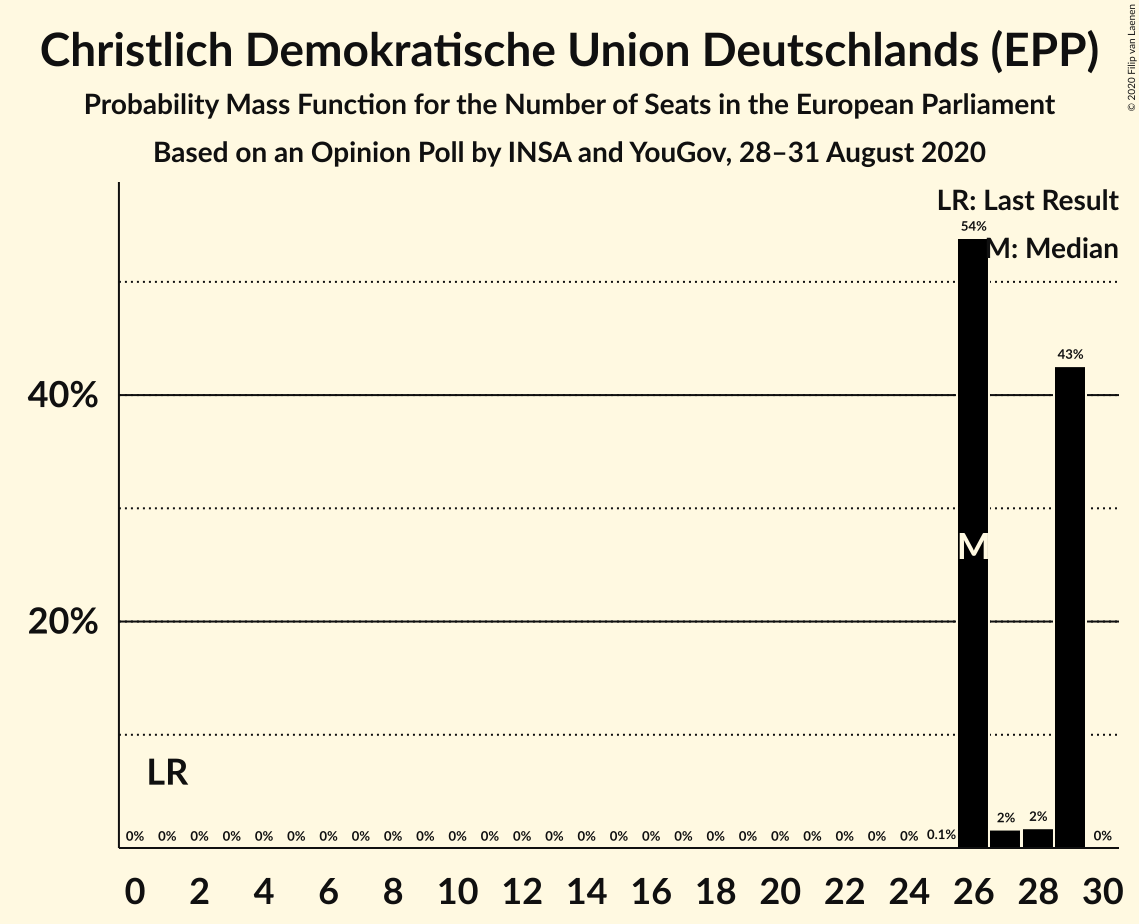 Christlich Demokratische Union Deutschlands (EPP)
Probability Mass Function for the Number of Seats in the European Parliament
Based on an Opinion Poll by INSA and YouGov, 28–31 August 2020
© 2020 Filip van Laenen
LR: Last Result
54%
M: Median
43%
40%
M
20%
LR
2% 2%
0% 0% 0% 0% 0% 0% 0% 0% 0% 0% 0% 0% 0% 0% 0% 0% 0% 0% 0% 0% 0% 0% 0% 0% 0% 0.1% 0%
0 2 4 6 8 10 12 14 16 18 20 22 24 26 28 30